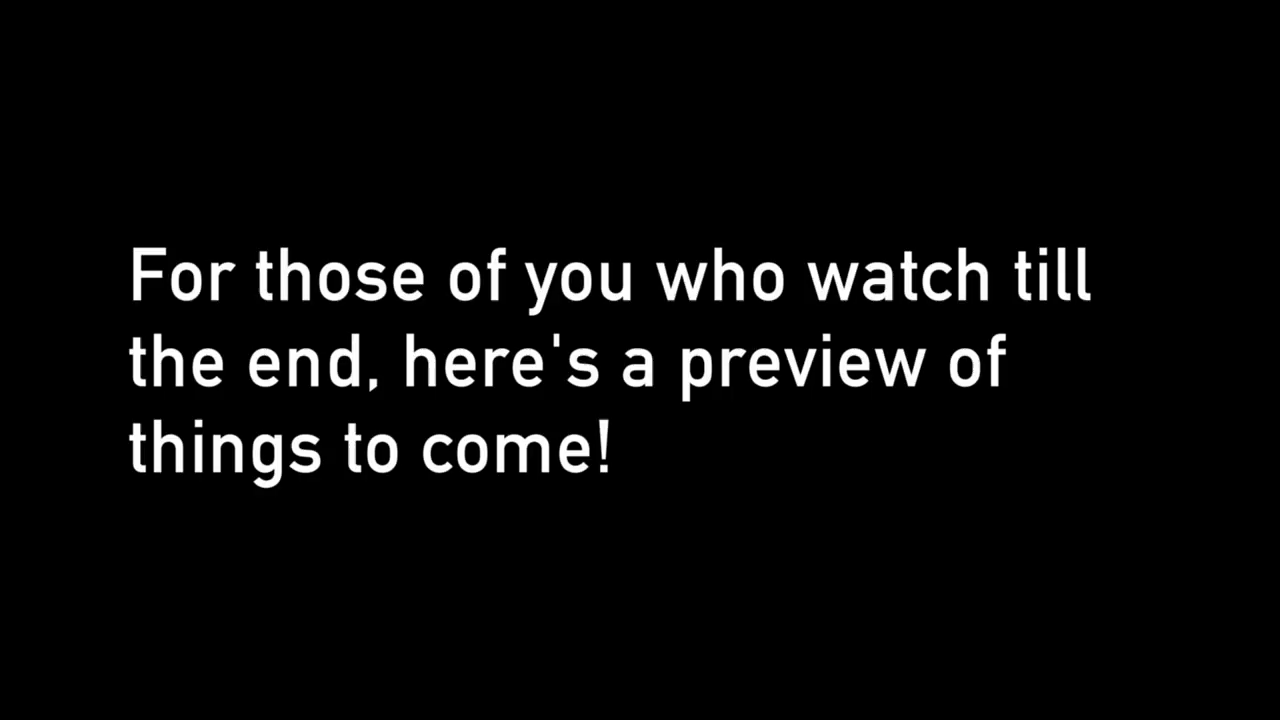 For those of you who watch till
the end, here's a preview of
things to come!